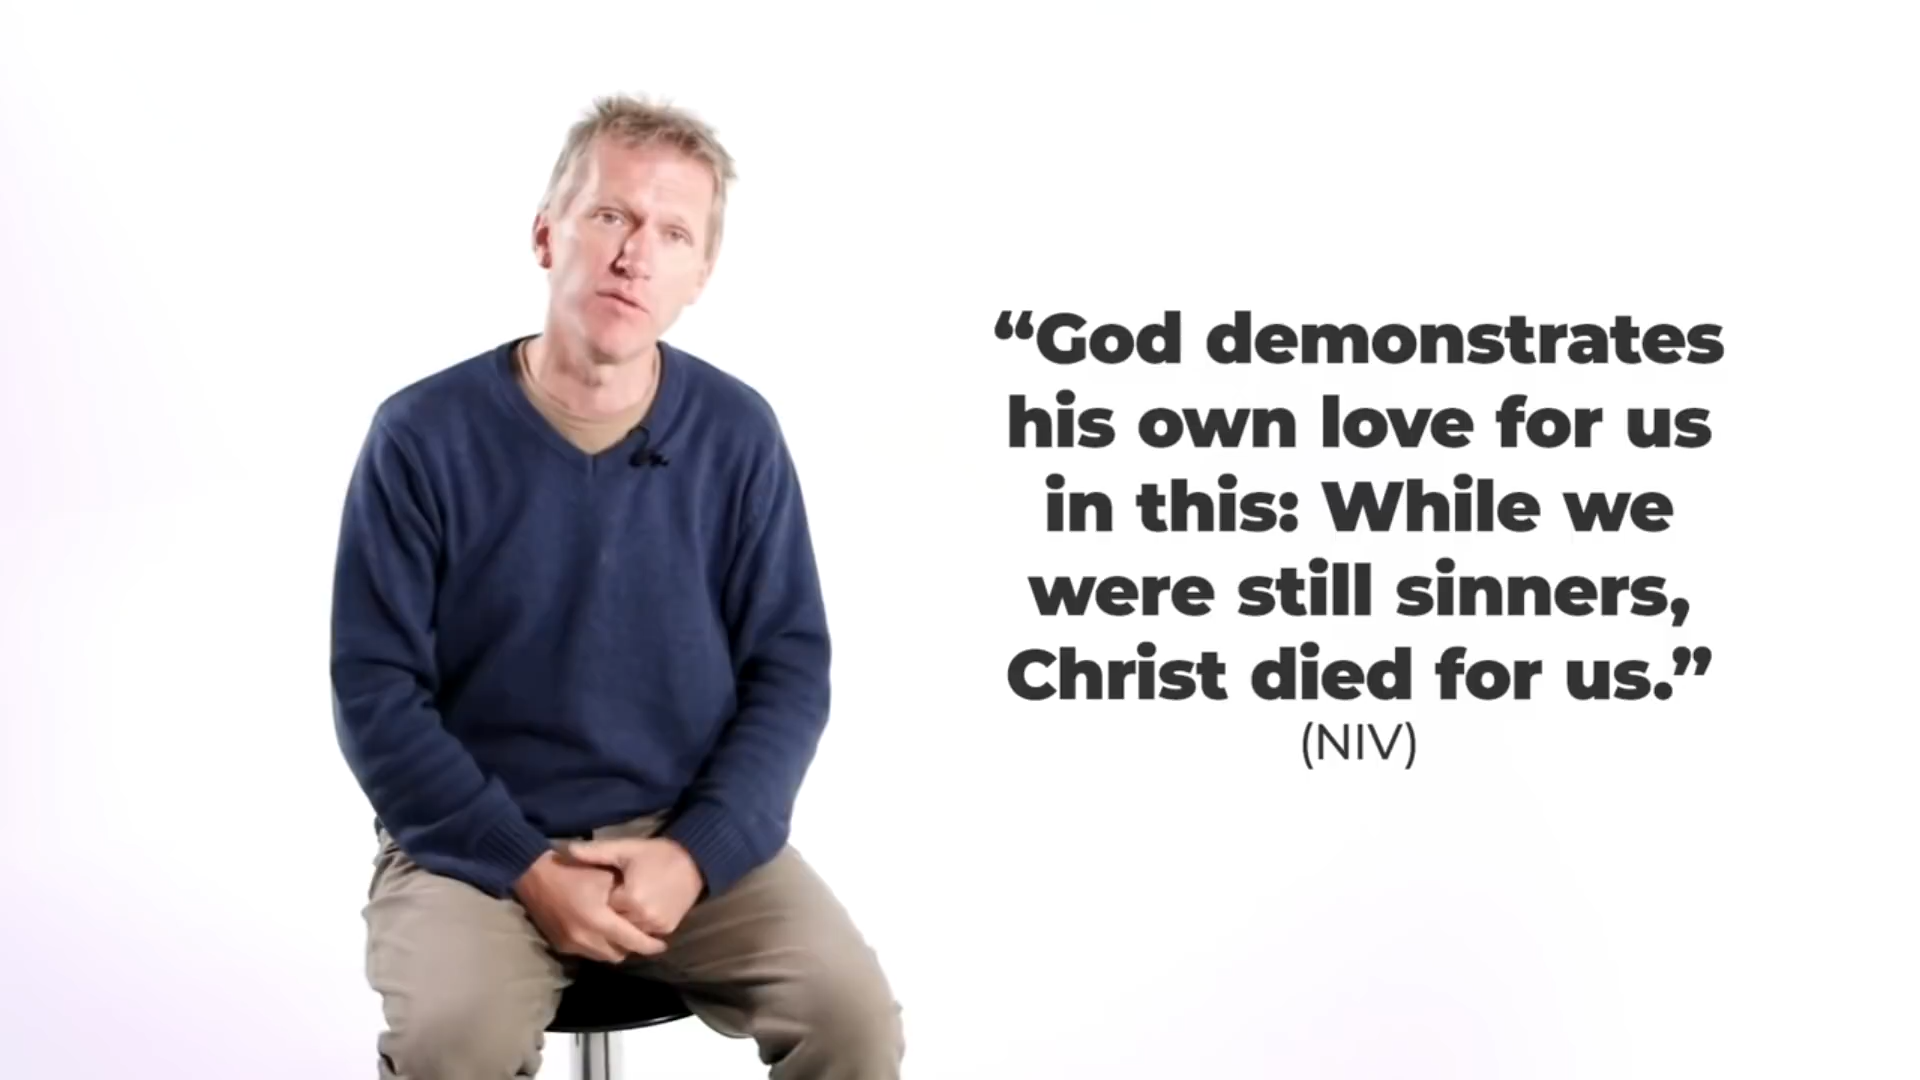 “God demonstrates
his own love for us
in this: While we
were still sinners,
Christ died for us.”
(NIV)